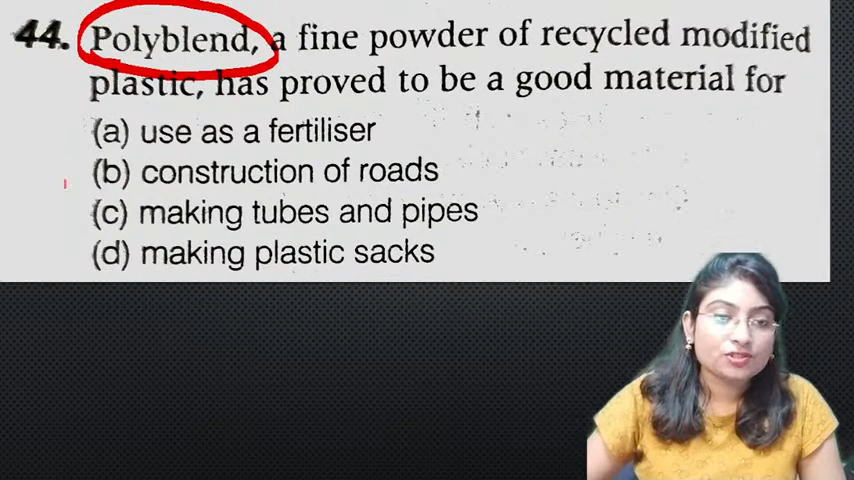 44. Polyblend, a fine powder of recycled modified
plastic, has proved to be a good material for
(a) use as a fertiliser
(b) construction of roads
(c) making tubes and pipes
(d) making plastic sacks